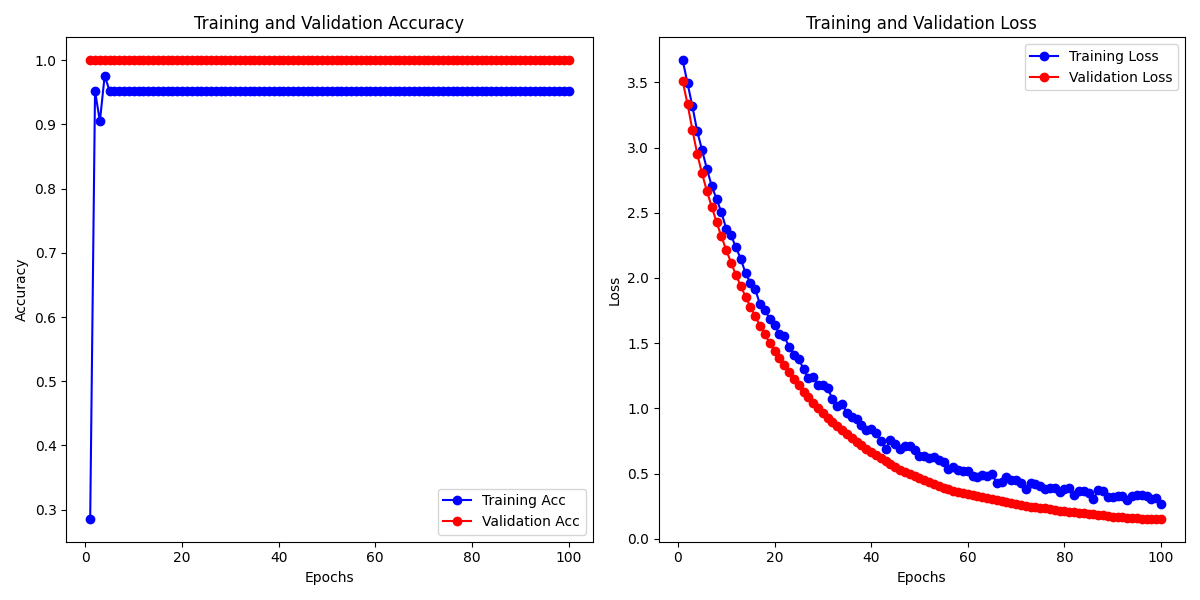 Training and Validation Accuracy
1.0
0.9
0.8
0.7
0.6
0.5
0.4
0.3
Accuracy
Training Acc
Validation Acc
0 20 40 60 80 100
Epochs
Training and Validation Loss
Training Loss
Validation Loss
3.5
3.0
2.5
2.0
1.5
1.0
0.5
0.0
Loss
0 20 40 60 80 100
Epochs